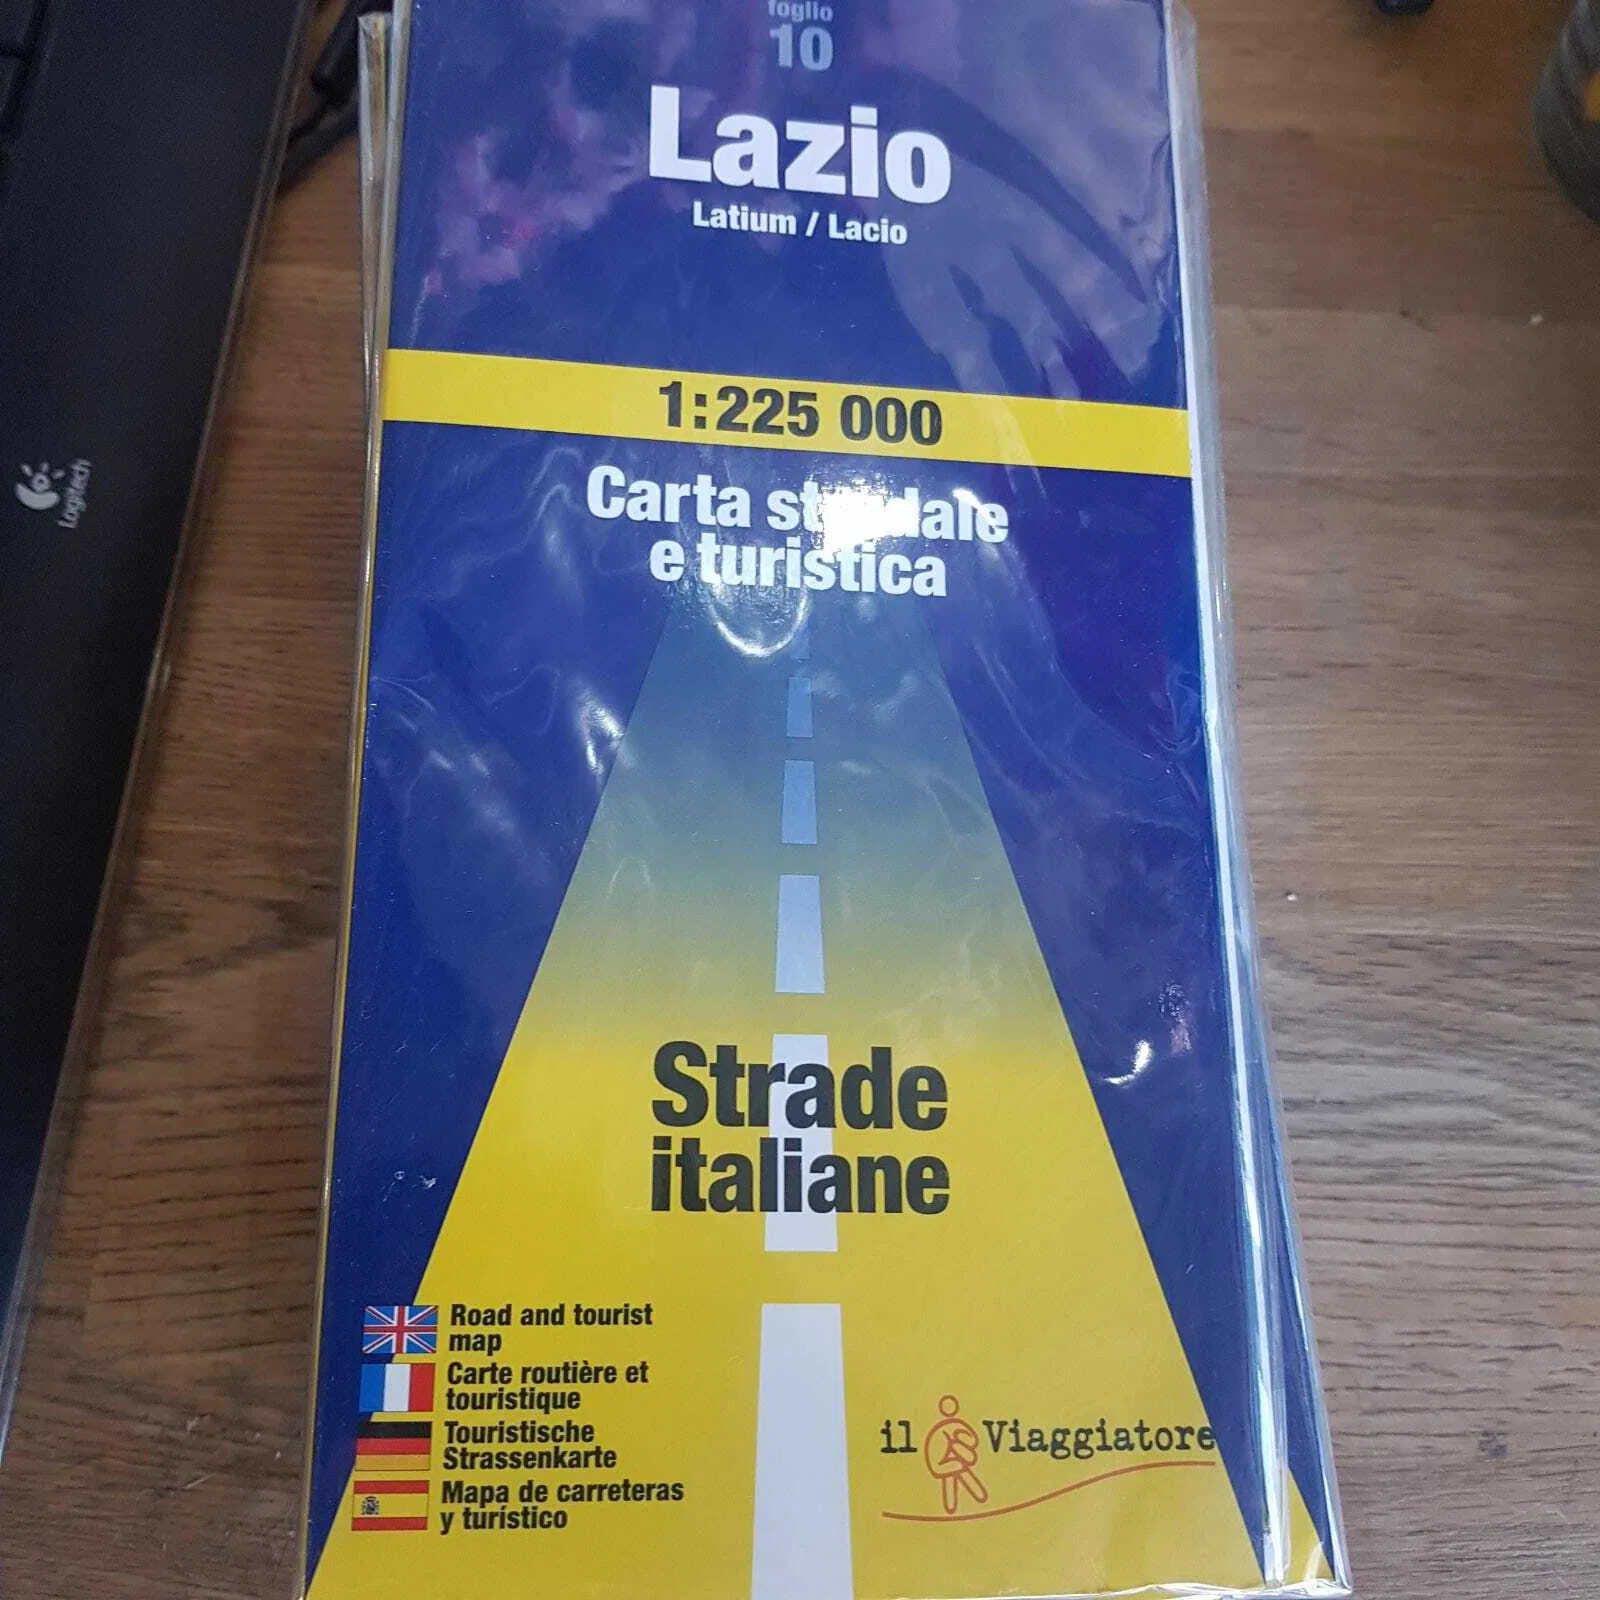 foglio
10
Lazio
Latium / Lacio
1:225 000
Carta stradale
e turistica
Strade
italiane
Road and tourist
map
Carte routière et
touristique
Touristische
Strassenkarte
Mapa de carreteras
y turístico
il Viaggiatore
Logitech